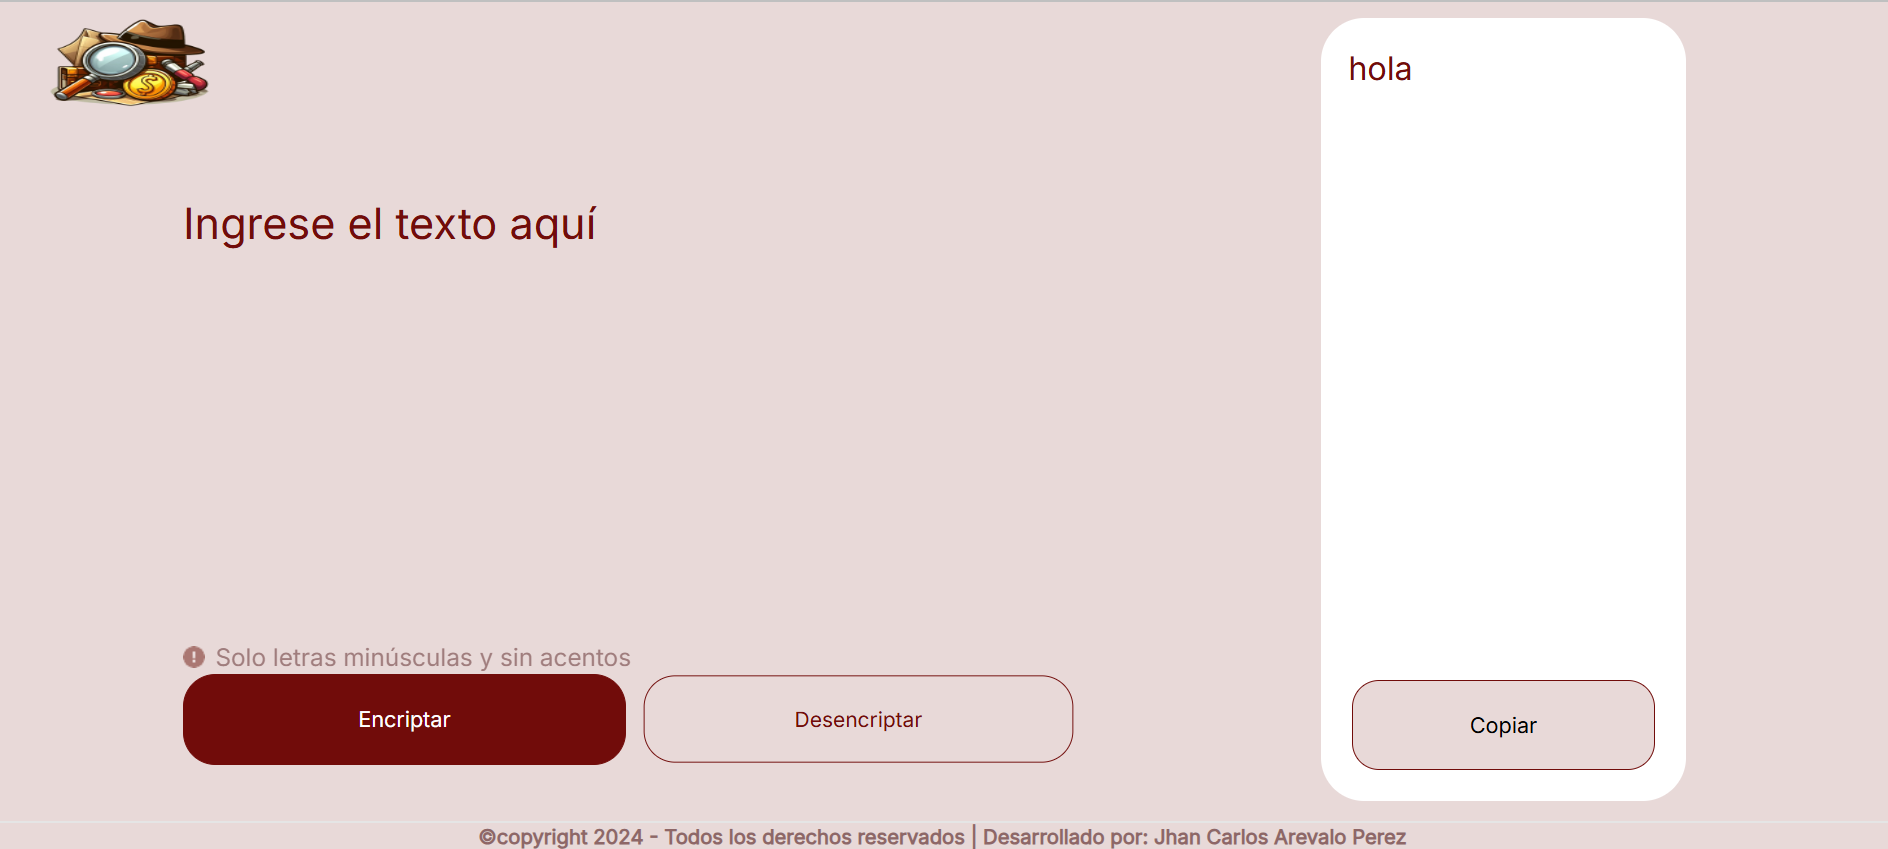 Ingrese el texto aquí
Solo letras minúsculas y sin acentos
Encriptar
Desencriptar
hola
Copiar
©copyright 2024 - Todos los derechos reservados | Desarrollado por: Jhan Carlos Arevalo Perez